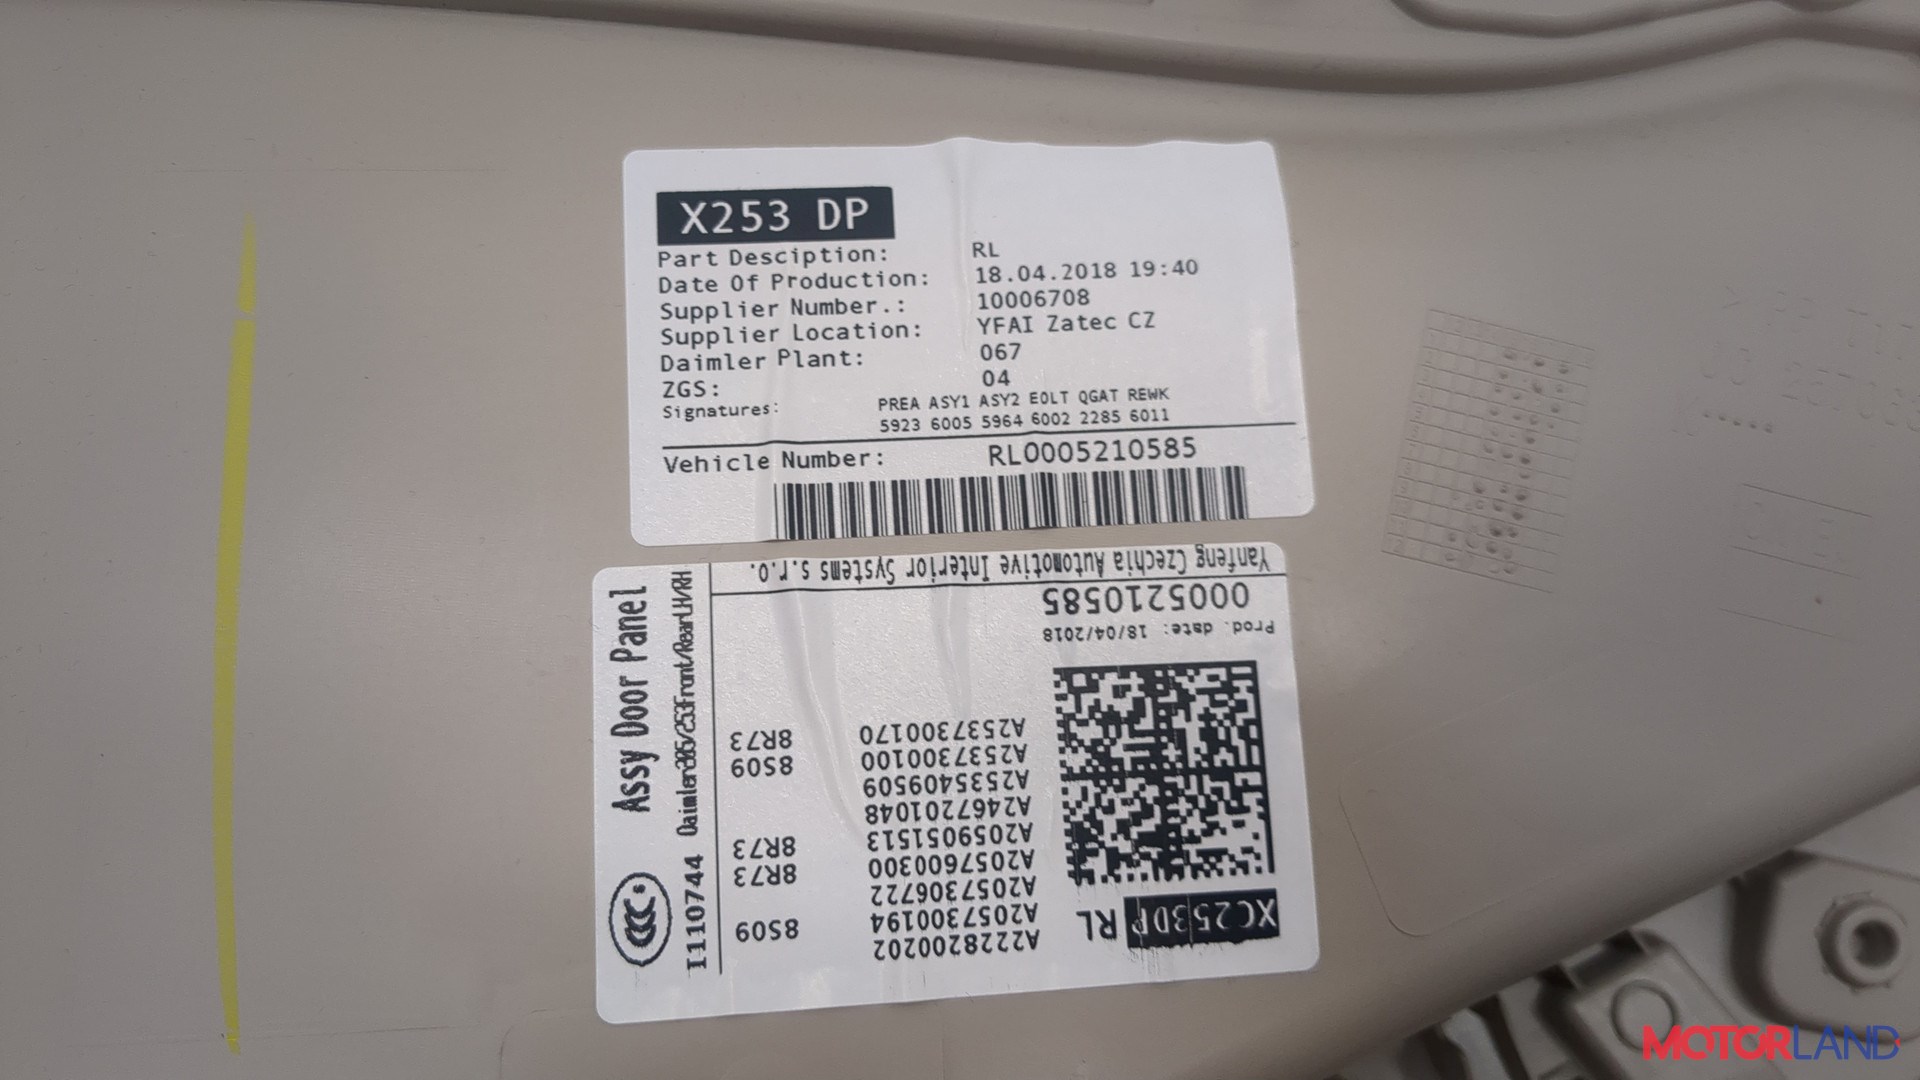 X253 DP
Part Desciption: RL
Date Of Production: 18.04.2018 19:40
Supplier Number.: 10006708
Supplier Location: YFAI Zatec CZ
Daimler Plant: 067
ZGS: 04
Signatures: PREA ASY1 ASY2 EOLT QGAT REWK
5923 6005 5964 6002 2285 6011
Vehicle Number: RL0005210585
Assy Door Panel
I110744 Daimler205/253Front/RearLH/RH
XC253DP RL
A2228200202
A2057300194 8S09
A2057306722
A2057600300 8R73
A2059051513 8R73
A2467201048
A2535409509
A2537300100 8S09
A2537300170 8R73
Prod. date: 18/04/2018
0005210585
Yanfeng Czechia Automotive Interior Systems s.r.o.
MOTORLAND